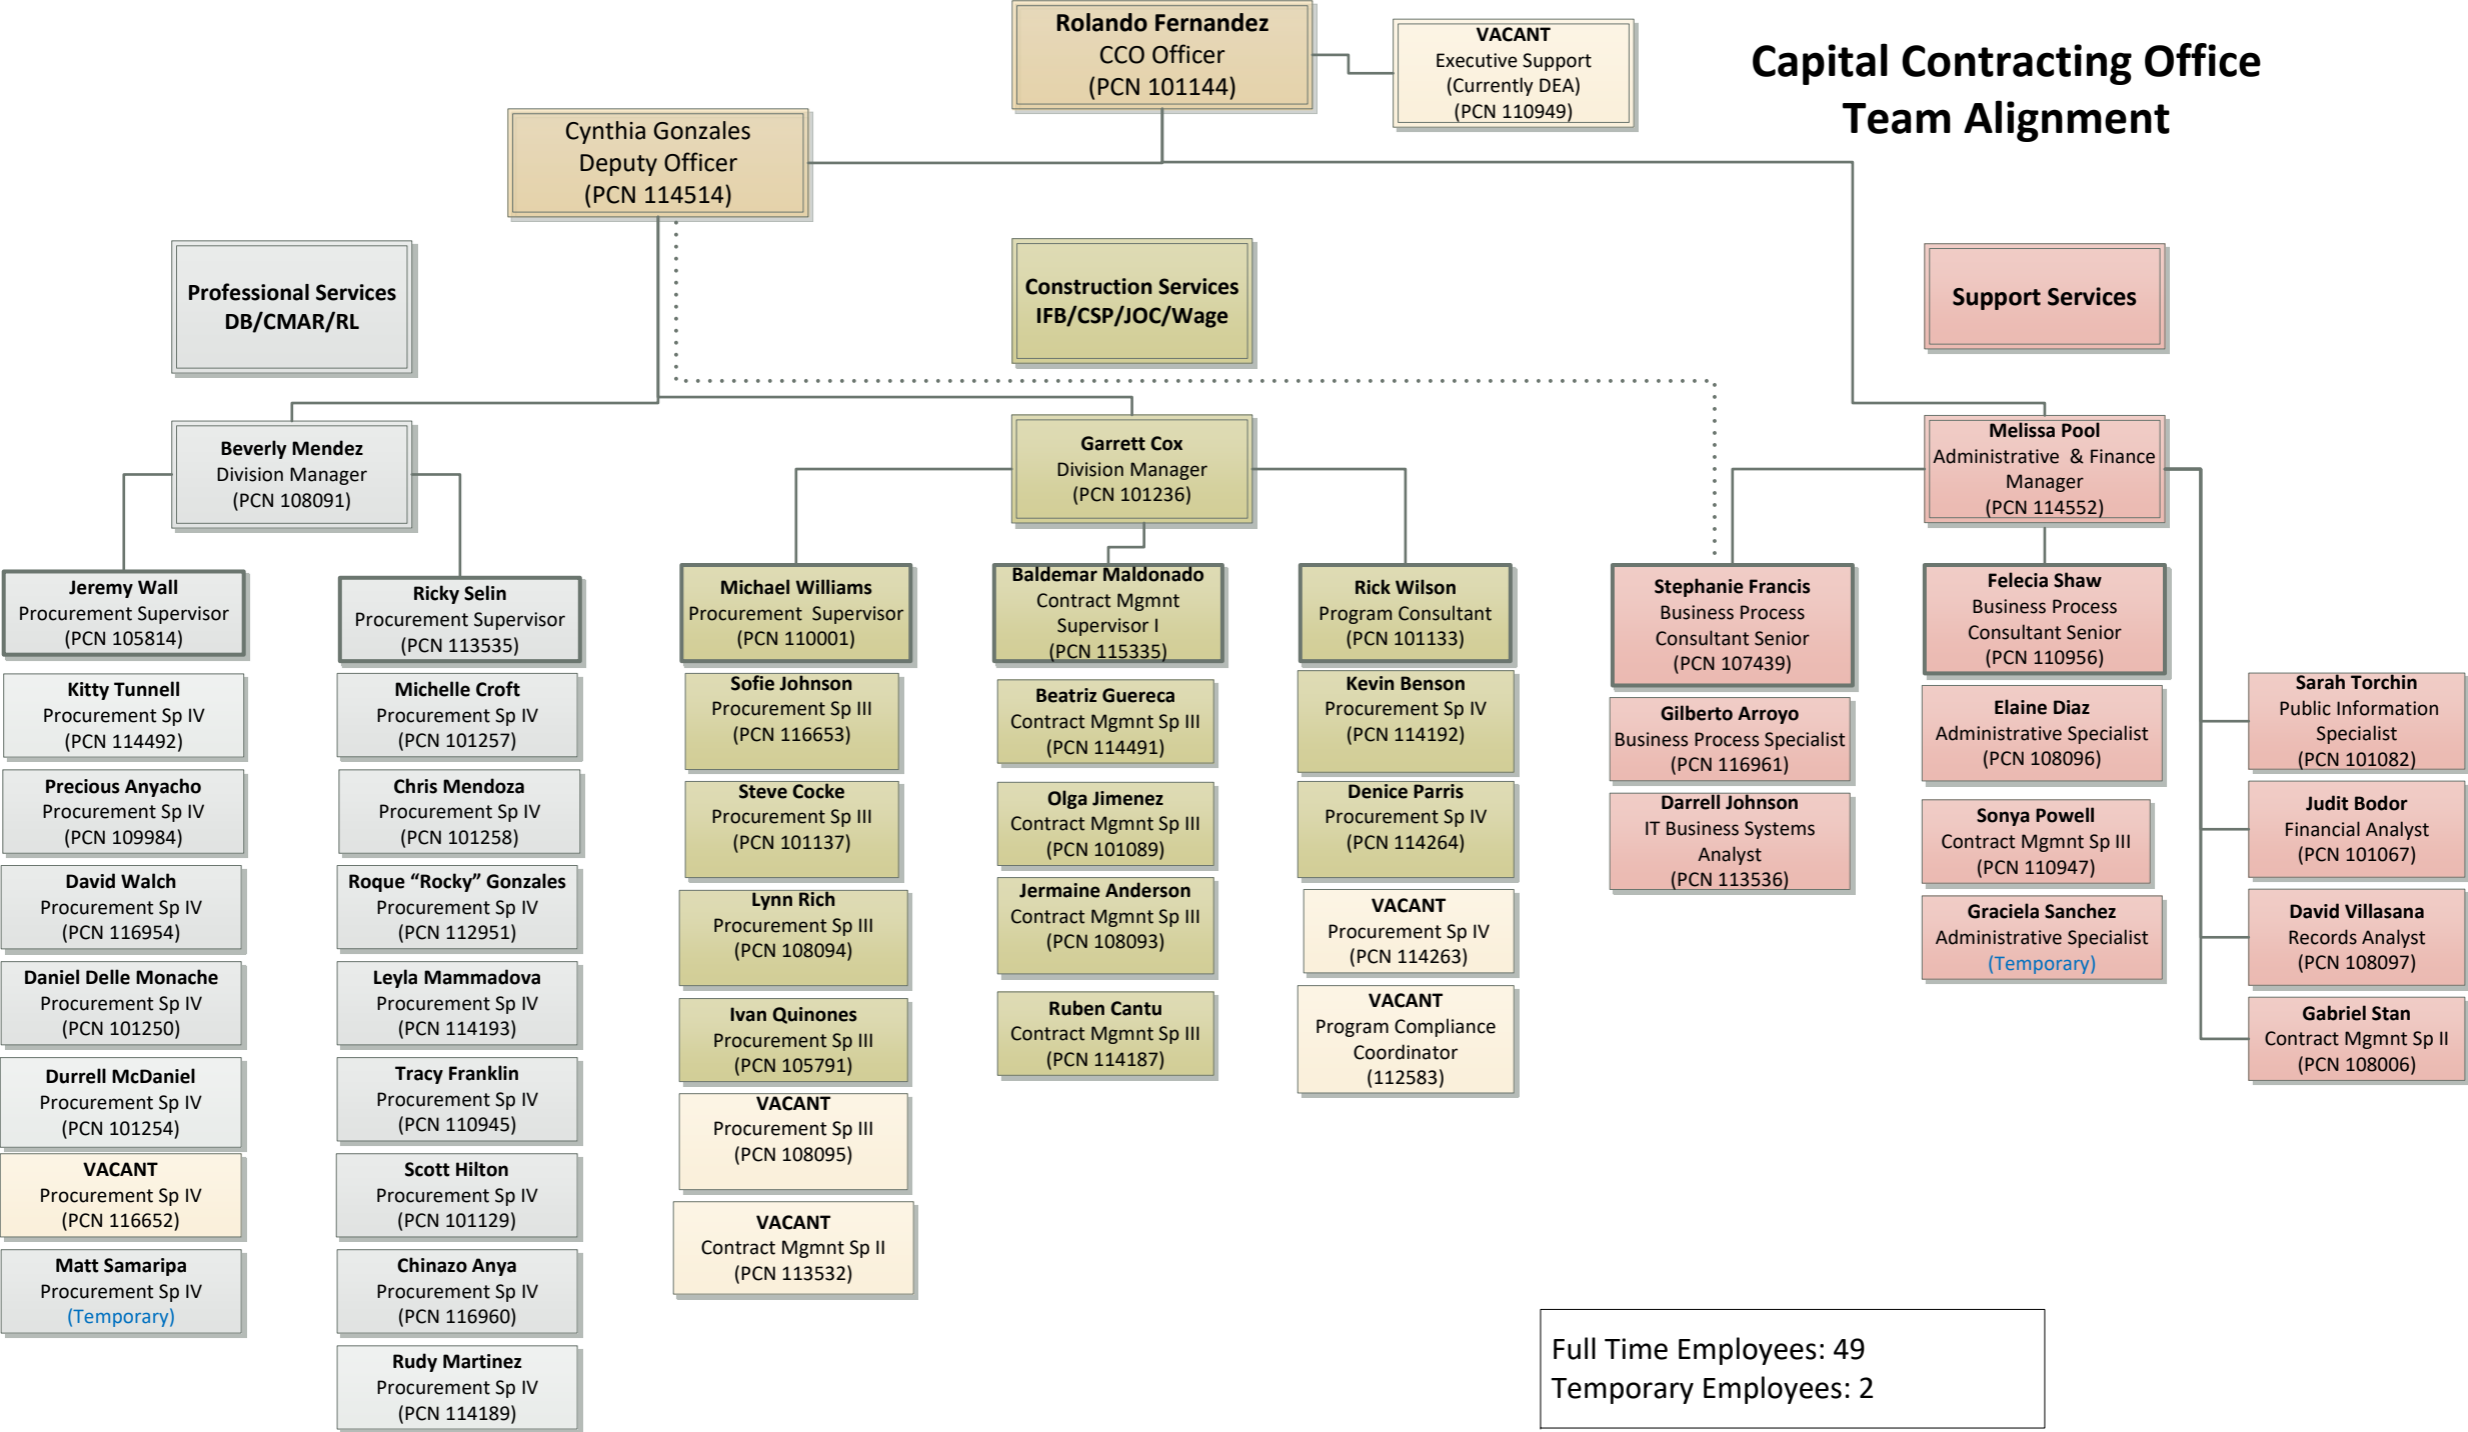 Rolando Fernandez
CCO Officer
(PCN 101144)
VACANT
Executive Support
(Currently DEA)
(PCN 110949)
Capital Contracting Office
Team Alignment
Cynthia Gonzales
Deputy Officer
(PCN 114514)
Professional Services
DB/CMAR/RL
Construction Services
IFB/CSP/JOC/Wage
Support Services
Beverly Mendez
Division Manager
(PCN 108091)
Garrett Cox
Division Manager
(PCN 101236)
Melissa Pool
Administrative & Finance
Manager
(PCN 114552)
Jeremy Wall
Procurement Supervisor
(PCN 105814)
Kitty Tunnell
Procurement Sp IV
(PCN 114492)
Precious Anyacho
Procurement Sp IV
(PCN 109984)
David Walch
Procurement Sp IV
(PCN 116954)
Daniel Delle Monache
Procurement Sp IV
(PCN 101250)
Durrell McDaniel
Procurement Sp IV
(PCN 101254)
VACANT
Procurement Sp IV
(PCN 116652)
Matt Samaripa
Procurement Sp IV
(Temporary)
Ricky Selin
Procurement Supervisor
(PCN 113535)
Michelle Croft
Procurement Sp IV
(PCN 101257)
Chris Mendoza
Procurement Sp IV
(PCN 101258)
Roque “Rocky” Gonzales
Procurement Sp IV
(PCN 112951)
Leyla Mammadova
Procurement Sp IV
(PCN 114193)
Tracy Franklin
Procurement Sp IV
(PCN 110945)
Scott Hilton
Procurement Sp IV
(PCN 101129)
Chinazo Anya
Procurement Sp IV
(PCN 116960)
Rudy Martinez
Procurement Sp IV
(PCN 114189)
Michael Williams
Procurement Supervisor
(PCN 110001)
Sofie Johnson
Procurement Sp III
(PCN 116653)
Steve Cocke
Procurement Sp III
(PCN 101137)
Lynn Rich
Procurement Sp III
(PCN 108094)
Ivan Quinones
Procurement Sp III
(PCN 105791)
VACANT
Procurement Sp III
(PCN 108095)
VACANT
Contract Mgmnt Sp II
(PCN 113532)
Baldemar Maldonado
Contract Mgmnt
Supervisor I
(PCN 115335)
Beatriz Guereca
Contract Mgmnt Sp III
(PCN 114491)
Olga Jimenez
Contract Mgmnt Sp III
(PCN 101089)
Jermaine Anderson
Contract Mgmnt Sp III
(PCN 108093)
Ruben Cantu
Contract Mgmnt Sp III
(PCN 114187)
Rick Wilson
Program Consultant
(PCN 101133)
Kevin Benson
Procurement Sp IV
(PCN 114192)
Denice Parris
Procurement Sp IV
(PCN 114264)
VACANT
Procurement Sp IV
(PCN 114263)
VACANT
Program Compliance
Coordinator
(112583)
Stephanie Francis
Business Process
Consultant Senior
(PCN 107439)
Gilberto Arroyo
Business Process Specialist
(PCN 116961)
Darrell Johnson
IT Business Systems
Analyst
(PCN 113536)
Felecia Shaw
Business Process
Consultant Senior
(PCN 110956)
Elaine Diaz
Administrative Specialist
(PCN 108096)
Sonya Powell
Contract Mgmnt Sp III
(PCN 110947)
Graciela Sanchez
Administrative Specialist
(Temporary)
Sarah Torchin
Public Information
Specialist
(PCN 101082)
Judit Bodor
Financial Analyst
(PCN 101067)
David Villasana
Records Analyst
(PCN 108097)
Gabriel Stan
Contract Mgmnt Sp II
(PCN 108006)
Full Time Employees: 49
Temporary Employees: 2